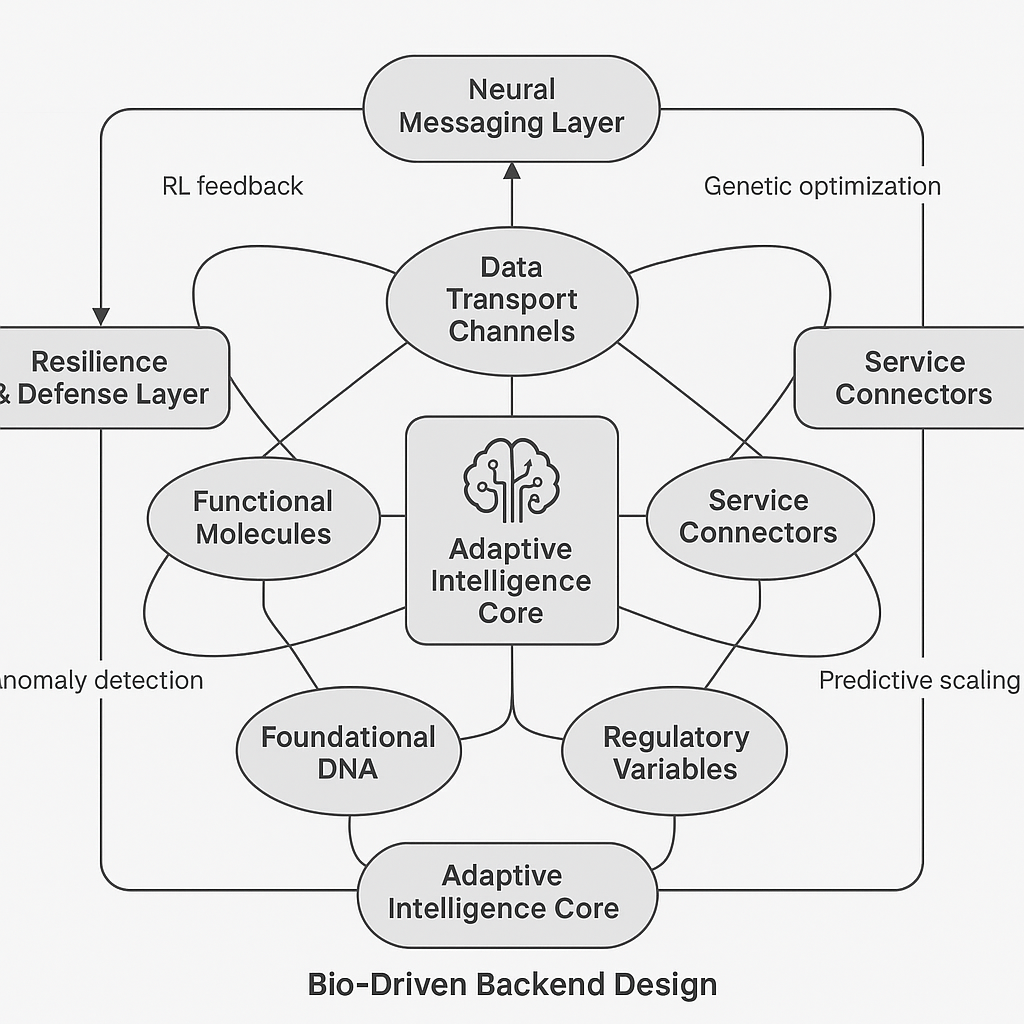 Neural
Messaging Layer
RL feedback
Genetic optimization
Data
Transport
Channels
Resilience
& Defense Layer
Service
Connectors
Functional
Molecules
Service
Connectors
Adaptive
Intelligence
Core
nomaly detection
Predictive scaling
Foundational
DNA
Regulatory
Variables
Adaptive
Intelligence Core
Bio-Driven Backend Design